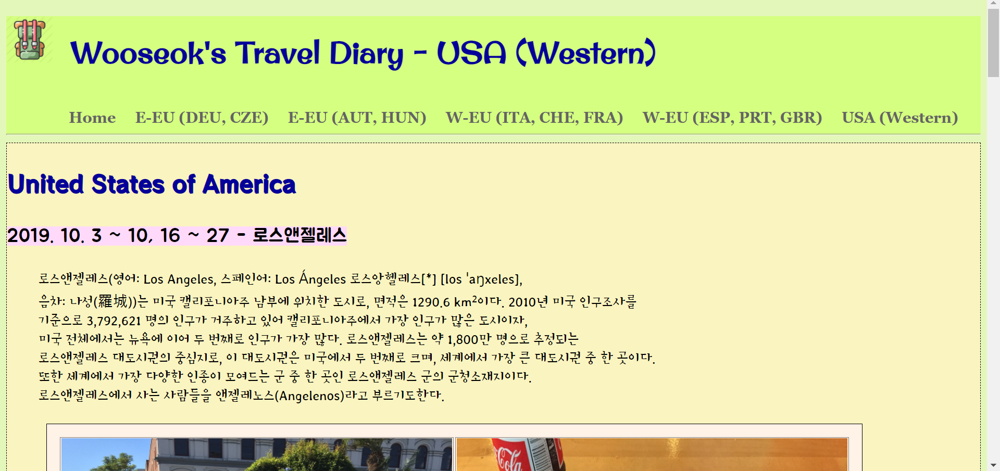 Wooseok's Travel Diary - USA (Western)
Home E-EU (DEU, CZE) E-EU (AUT, HUN) W-EU (ITA, CHE, FRA) W-EU (ESP, PRT, GBR) USA (Western)
United States of America
2019. 10. 3 ~ 10, 16 ~ 27 - 로스앤젤레스
로스앤젤레스(영어: Los Angeles, 스페인어: Los Ángeles 로스앙헬레스[*] [los ˈaŋxeles],
음차: 나성(羅城))는 미국 캘리포니아주 남부에 위치한 도시로, 면적은 1290.6 km²이다. 2010년 미국 인구조사를
기준으로 3,792,621 명의 인구가 거주하고 있어 캘리포니아주에서 가장 인구가 많은 도시이자,
미국 전체에서는 뉴욕에 이어 두 번째로 인구가 가장 많다. 로스앤젤레스는 약 1,800만 명으로 추정되는
로스앤젤레스 대도시권의 중심지로, 이 대도시권은 미국에서 두 번째로 크며, 세계에서 가장 큰 대도시권 중 한 곳이다.
또한 세계에서 가장 다양한 인종이 모여드는 군 중 한 곳인 로스앤젤레스 군의 군청소재지이다.
로스앤젤레스에서 사는 사람들을 앤젤레노스(Angelenos)라고 부르기도한다.
Cola